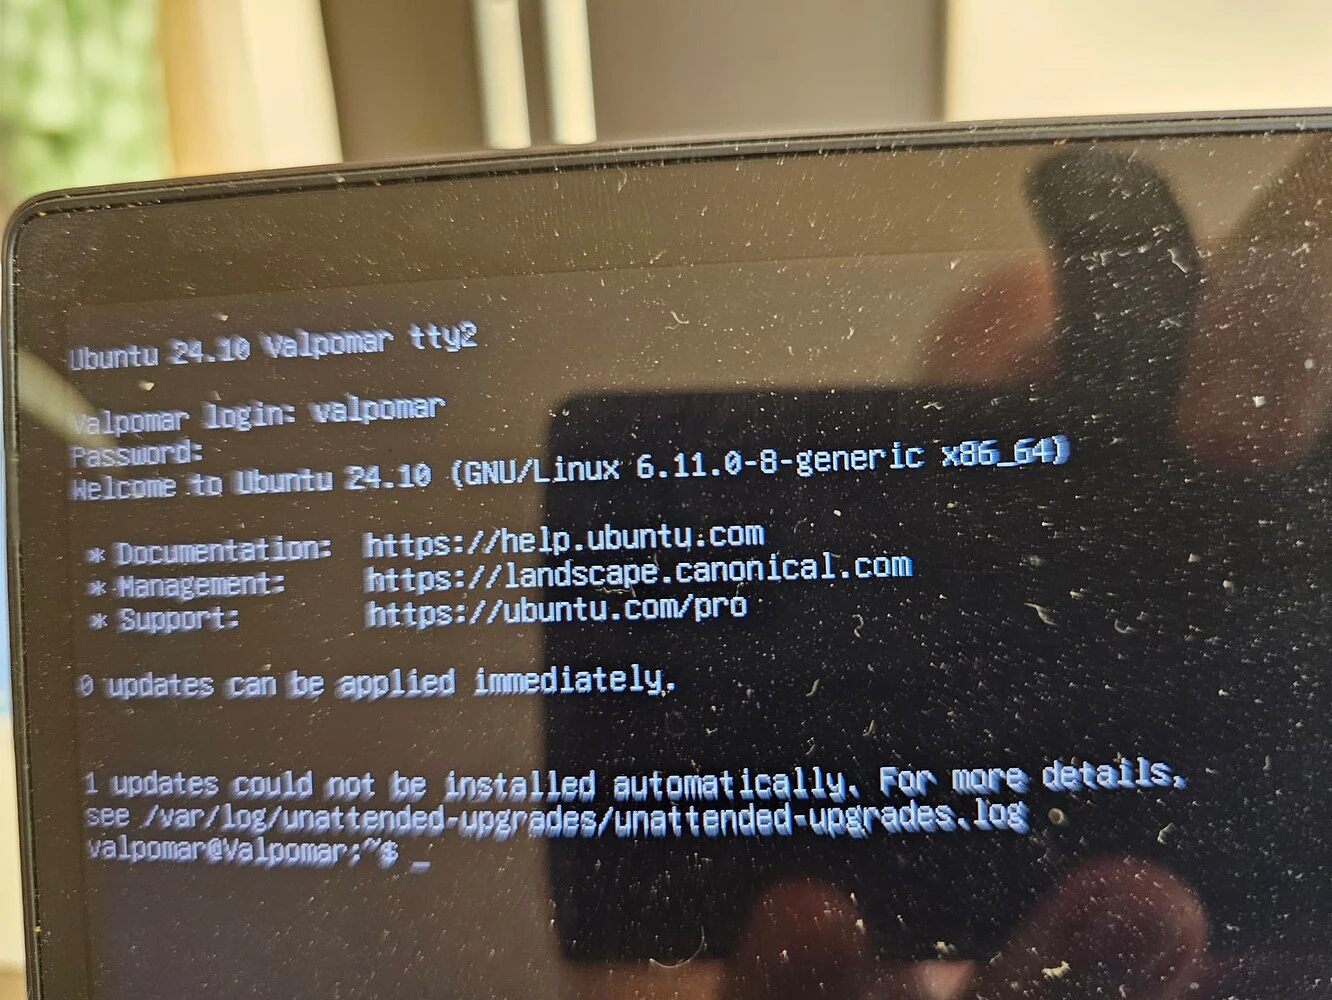 Ubuntu 24.10 Valpomar tty2
Valpomar login: valpomar
Password:
Welcome to Ubuntu 24.10 (GNU/Linux 6.11.0-8-generic x86_64)
* Documentation: https://help.ubuntu.com
* Management: https://landscape.canonical.com
* Support: https://ubuntu.com/pro
0 updates can be applied immediately.
1 updates could not be installed automatically. For more details,
see /var/log/unattended-upgrades/unattended-upgrades.log
valpomar@Valpomar:~$ _